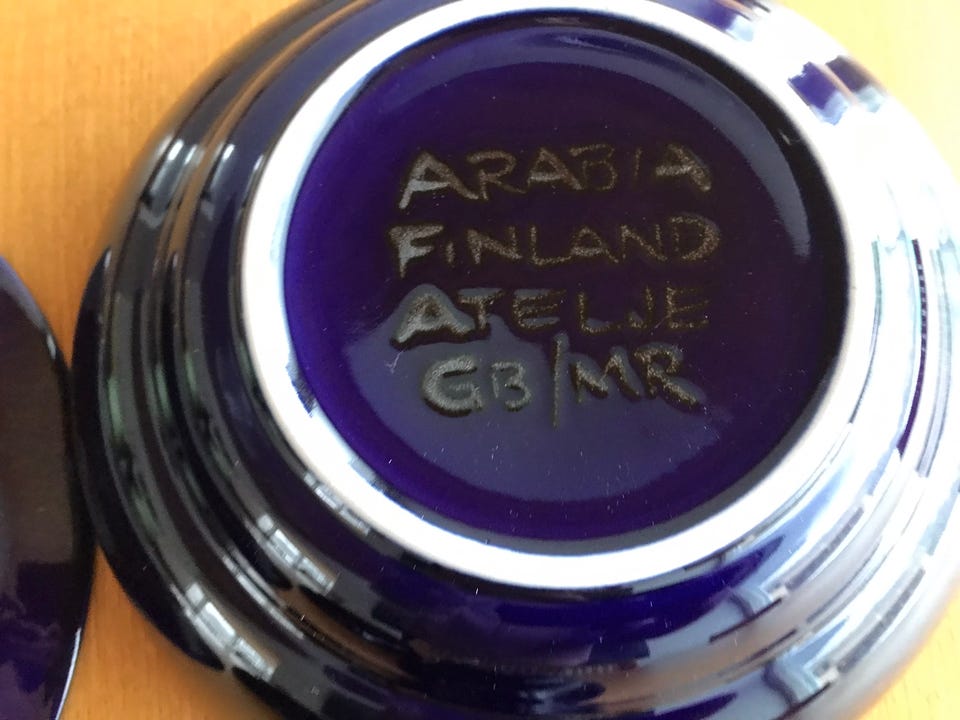 ARABIA
FINLAND
ATELJE
GB/MR